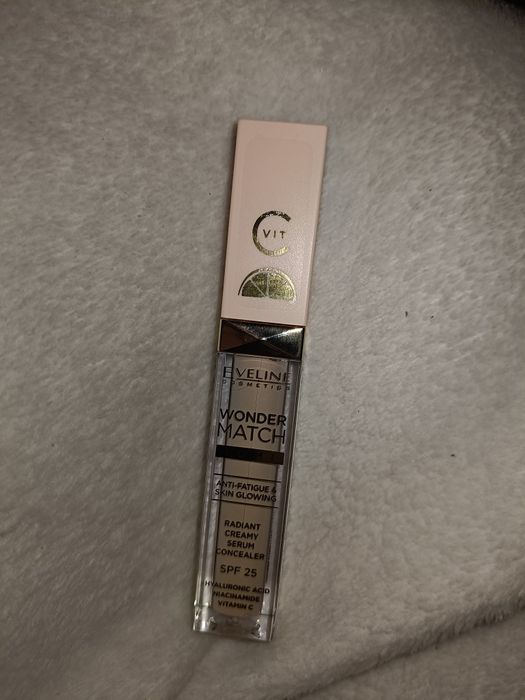 C
VIT
EVELINE
COSMETICS
WONDER
MATCH
ANTI-FATIGUE &
SKIN GLOWING
RADIANT
CREAMY
SERUM
CONCEALER
SPF 25
HYALURONIC ACID
NIACINAMIDE
VITAMIN C